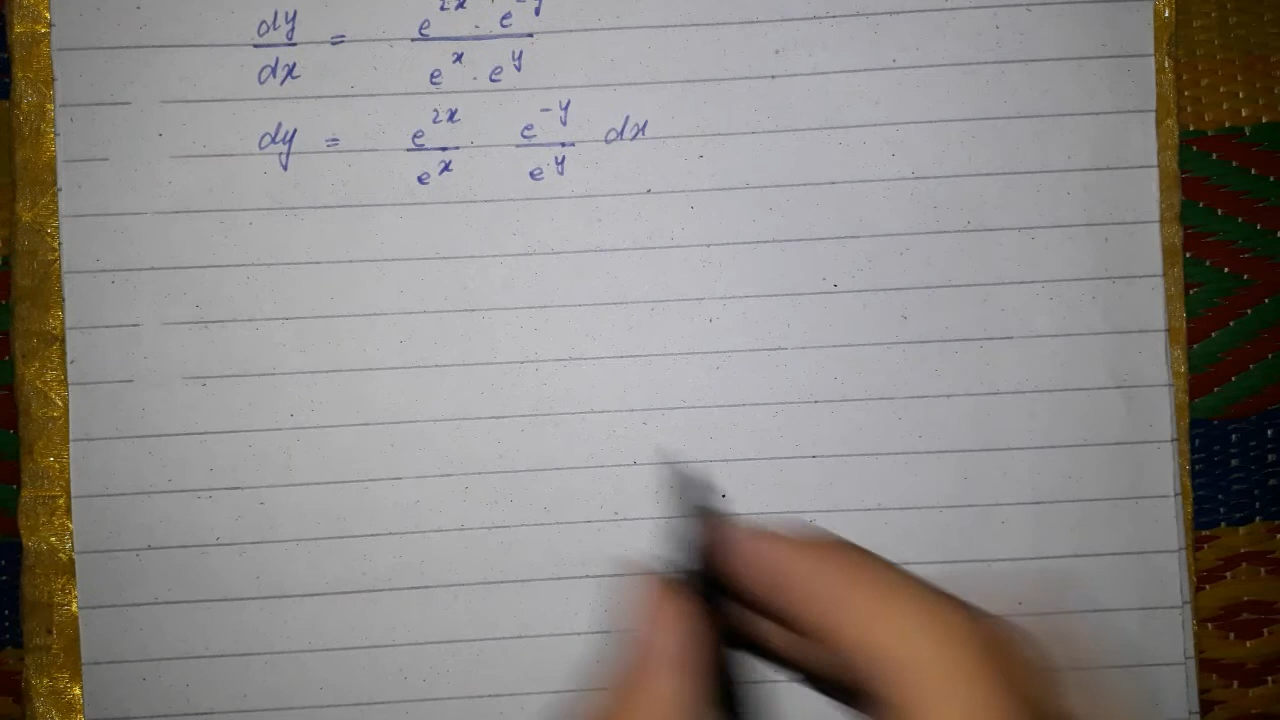 dy/dx = e^{2x} · e^{-y} / e^x · e^y
dy = e^{2x}/e^x e^{-y}/e^y dx